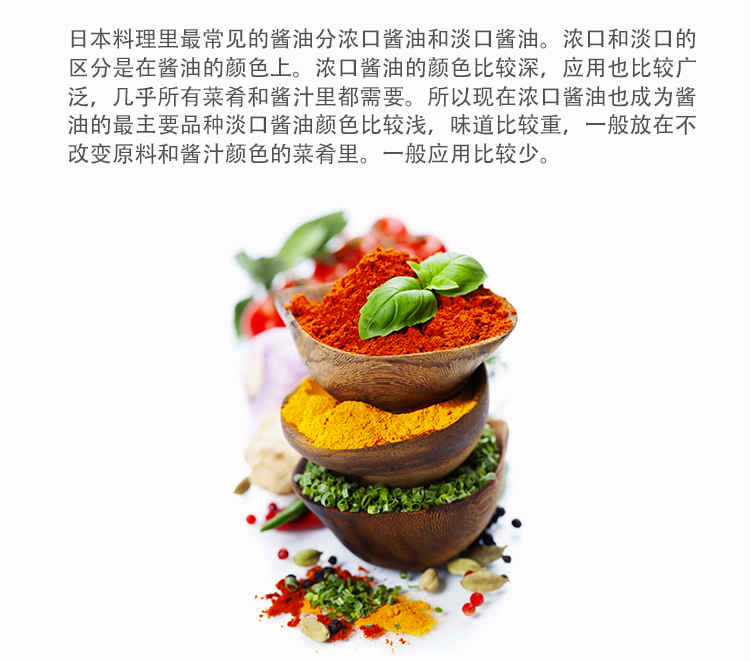 日本料理里最常见的酱油分浓口酱油和淡口酱油。浓口和淡口的
区分是在酱油的颜色上。浓口酱油的颜色比较深，应用也比较广
泛，几乎所有菜肴和酱汁里都需要。所以现在浓口酱油也成为酱
油的最主要品种淡口酱油颜色比较浅，味道比较重，一般放在不
改变原料和酱汁颜色的菜肴里。一般应用比较少。